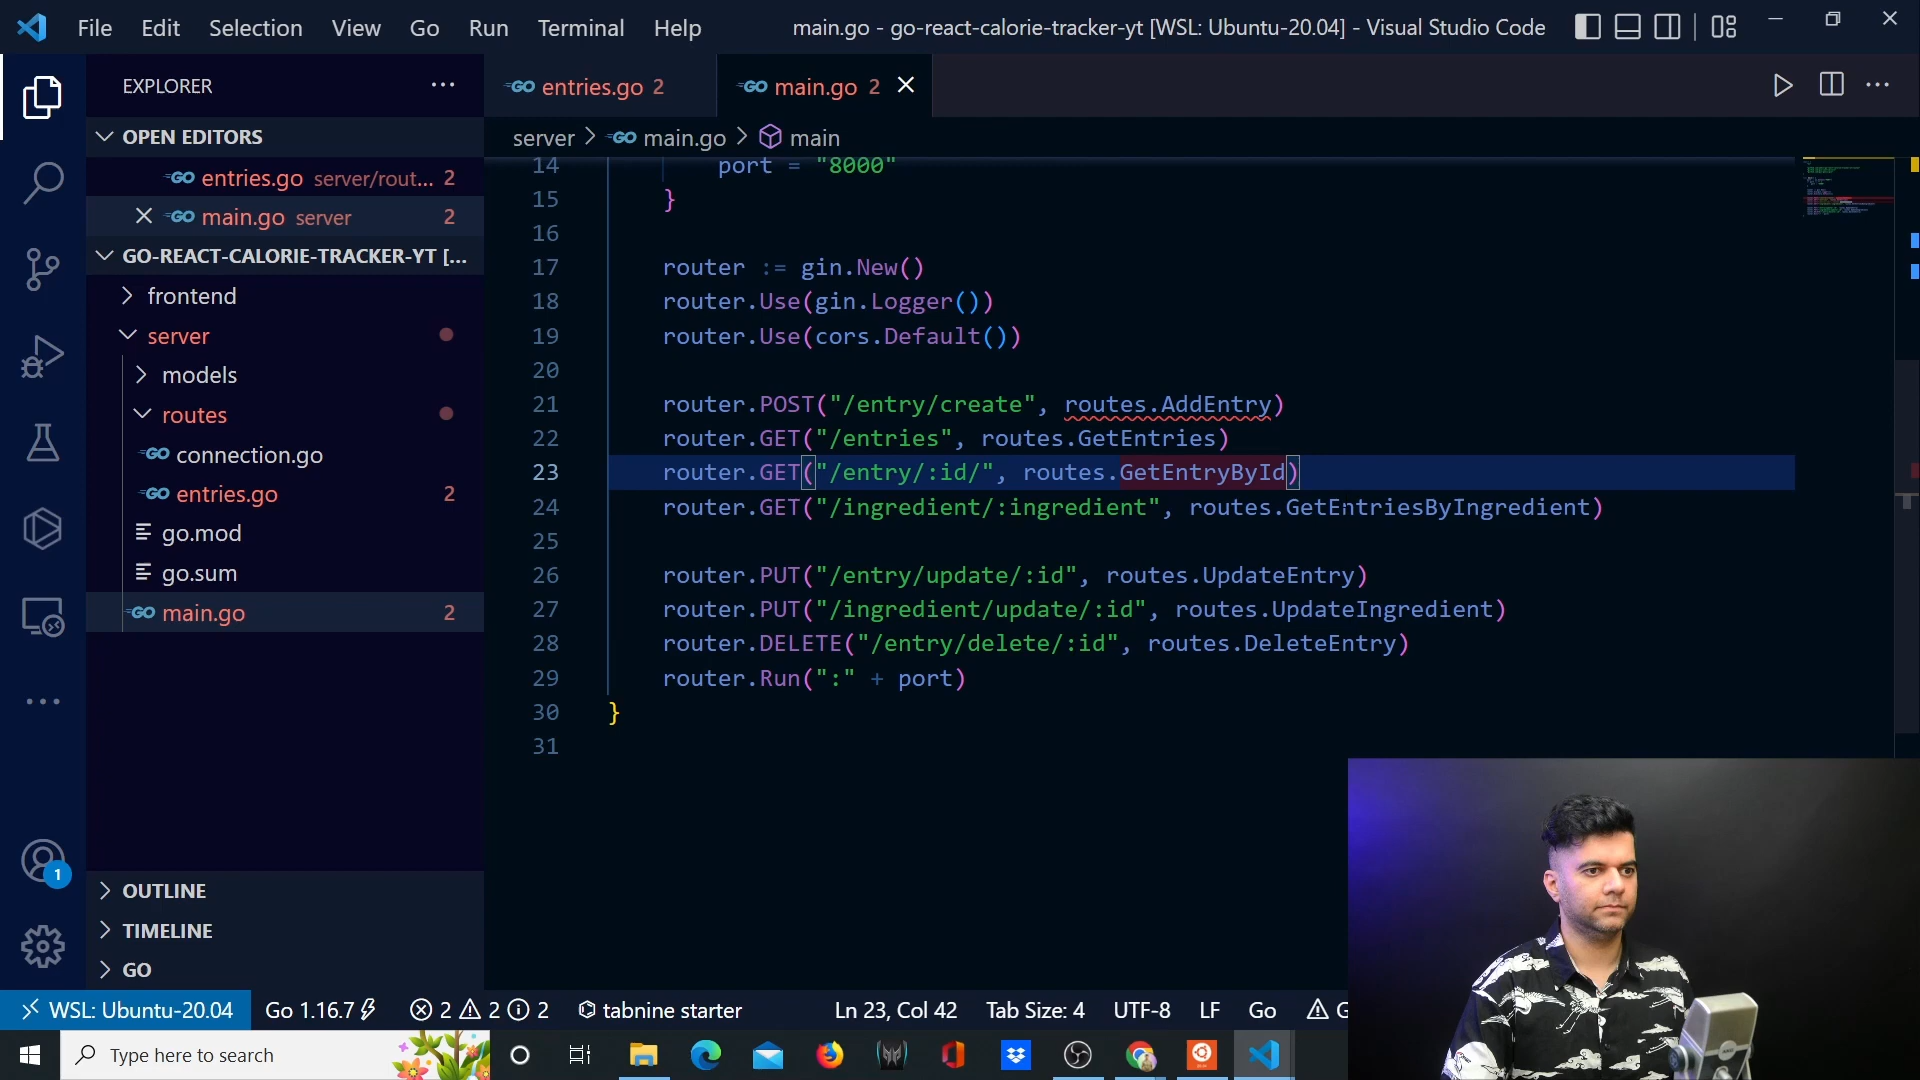 File Edit Selection View Go Run Terminal Help main.go - go-react-calorie-tracker-yt [WSL: Ubuntu-20.04] - Visual Studio Code
EXPLORER
OPEN EDITORS
entries.go server/rout... 2
main.go server 2
GO-REACT-CALORIE-TRACKER-YT [...
frontend
server
models
routes
connection.go
entries.go 2
go.mod
go.sum
main.go 2
OUTLINE
TIMELINE
GO
entries.go 2 main.go 2
server > main.go > main
14 port = "8000"
15 }
16
17 router := gin.New()
18 router.Use(gin.Logger())
19 router.Use(cors.Default())
20
21 router.POST("/entry/create", routes.AddEntry)
22 router.GET("/entries", routes.GetEntries)
23 router.GET("/entry/:id/", routes.GetEntryById)
24 router.GET("/ingredient/:ingredient", routes.GetEntriesByIngredient)
25
26 router.PUT("/entry/update/:id", routes.UpdateEntry)
27 router.PUT("/ingredient/update/:id", routes.UpdateIngredient)
28 router.DELETE("/entry/delete/:id", routes.DeleteEntry)
29 router.Run(":" + port)
30 }
31
1
WSL: Ubuntu-20.04 Go 1.16.7 2 2 2 tabnine starter Ln 23, Col 42 Tab Size: 4 UTF-8 LF Go G
Type here to search